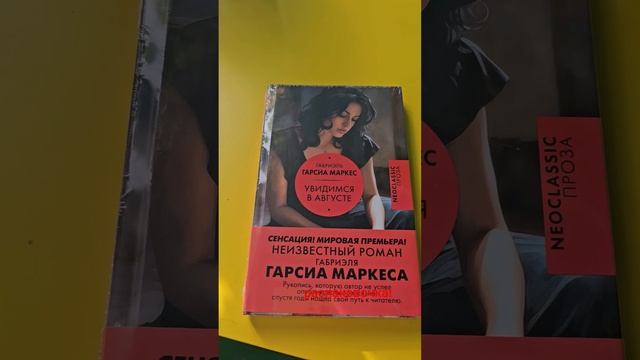 ГАБРИЭЛЬ
ГАРСИА МАРКЕС
УВИДИМСЯ
В АВГУСТЕ
NEOCLASSIC
ПРОЗА
СЕНСАЦИЯ! МИРОВАЯ ПРЕМЬЕРА!
НЕИЗВЕСТНЫЙ РОМАН
ГАБРИЭЛЯ
ГАРСИА МАРКЕСА
Рукопись, которую автор не успел
спустя годы нашла свой путь к читателю.
NEOCLASSIC
ПРОЗА